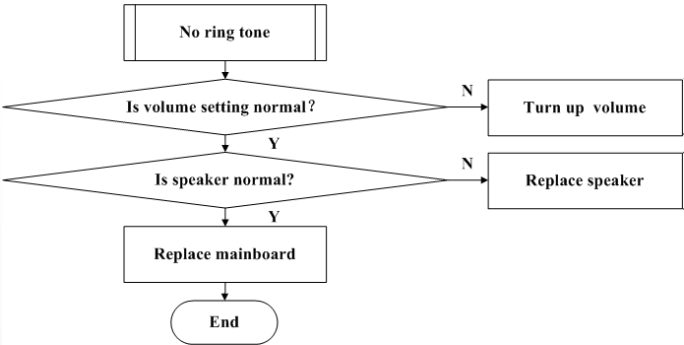 No ring tone
Is volume setting normal？
N
Turn up volume
Y
Is speaker normal?
N
Replace speaker
Y
Replace mainboard
End